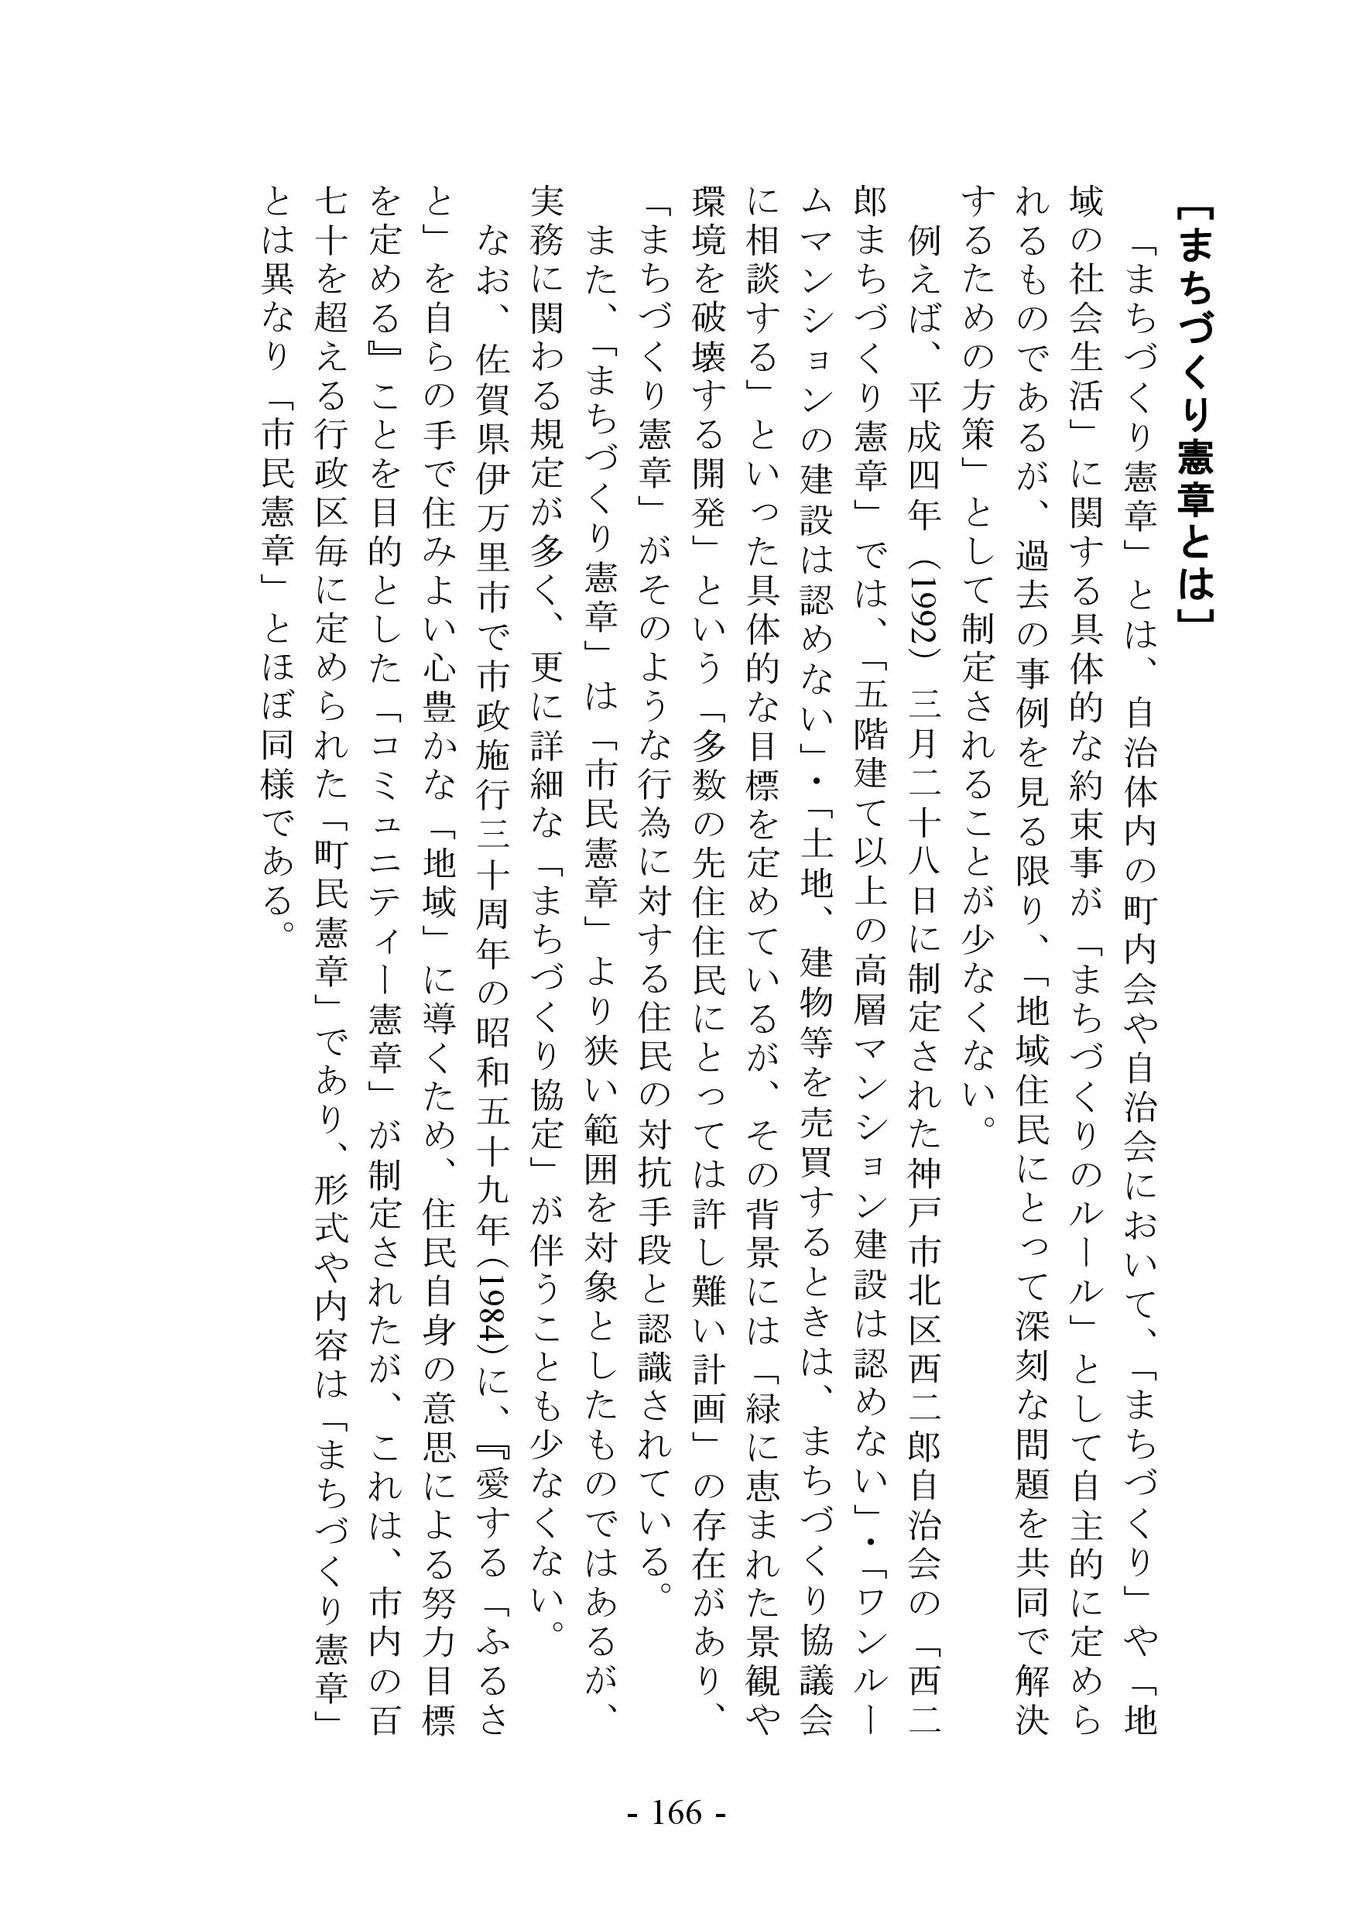 [まちづくり憲章とは]
「まちづくり憲章」とは、自治体内の町内会や自治会において、「まちづくり」や「地
域の社会生活」に関する具体的な約束事が「まちづくりのルール」として自主的に定めら
れるものであるが、過去の事例を見る限り、「地域住民にとって深刻な問題を共同で解決
するための方策」として制定されることが少なくない。
例えば、平成四年(1992)三月二十八日に制定された神戸市北区西二郎自治会の「西二
郎まちづくり憲章」では、「五階建て以上の高層マンション建設は認めない」・「ワンルー
ムマンションの建設は認めない」・「土地、建物等を売買するときは、まちづくり協議会
に相談する」といった具体的な目標を定めているが、その背景には「緑に恵まれた景観や
環境を破壊する開発」という「多数の先住住民にとっては許し難い計画」の存在があり、
「まちづくり憲章」がそのような行為に対する住民の対抗手段と認識されている。
また、「まちづくり憲章」は「市民憲章」より狭い範囲を対象としたものではあるが、
実務に関わる規定が多く、更に詳細な「まちづくり協定」が伴うことも少なくない。
なお、佐賀県伊万里市で市政施行三十周年の昭和五十九年(1984)に、『愛する「ふるさ
と」を自らの手で住みよい心豊かな「地域」に導くため、住民自身の意思による努力目標
を定める』ことを目的とした「コミュニティー憲章」が制定されたが、これは、市内の百
七十を超える行政区毎に定められた「町民憲章」であり、形式や内容は「まちづくり憲章」
とは異なり「市民憲章」とほぼ同様である。
- 166 -